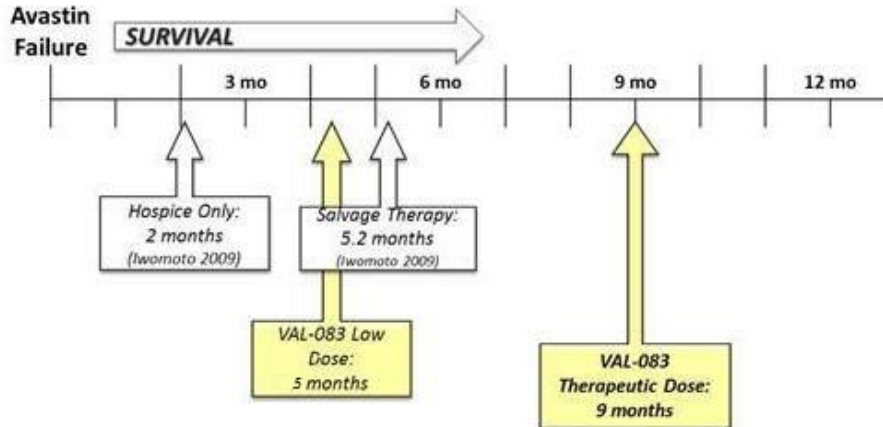 Avastin
Failure
SURVIVAL
3 mo
6 mo
9 mo
12 mo
Hospice Only:
2 months
(Iwomoto 2009)
Salvage Therapy:
5.2 months
(Iwomoto 2009)
VAL-083 Low
Dose:
5 months
VAL-083
Therapeutic Dose:
9 months